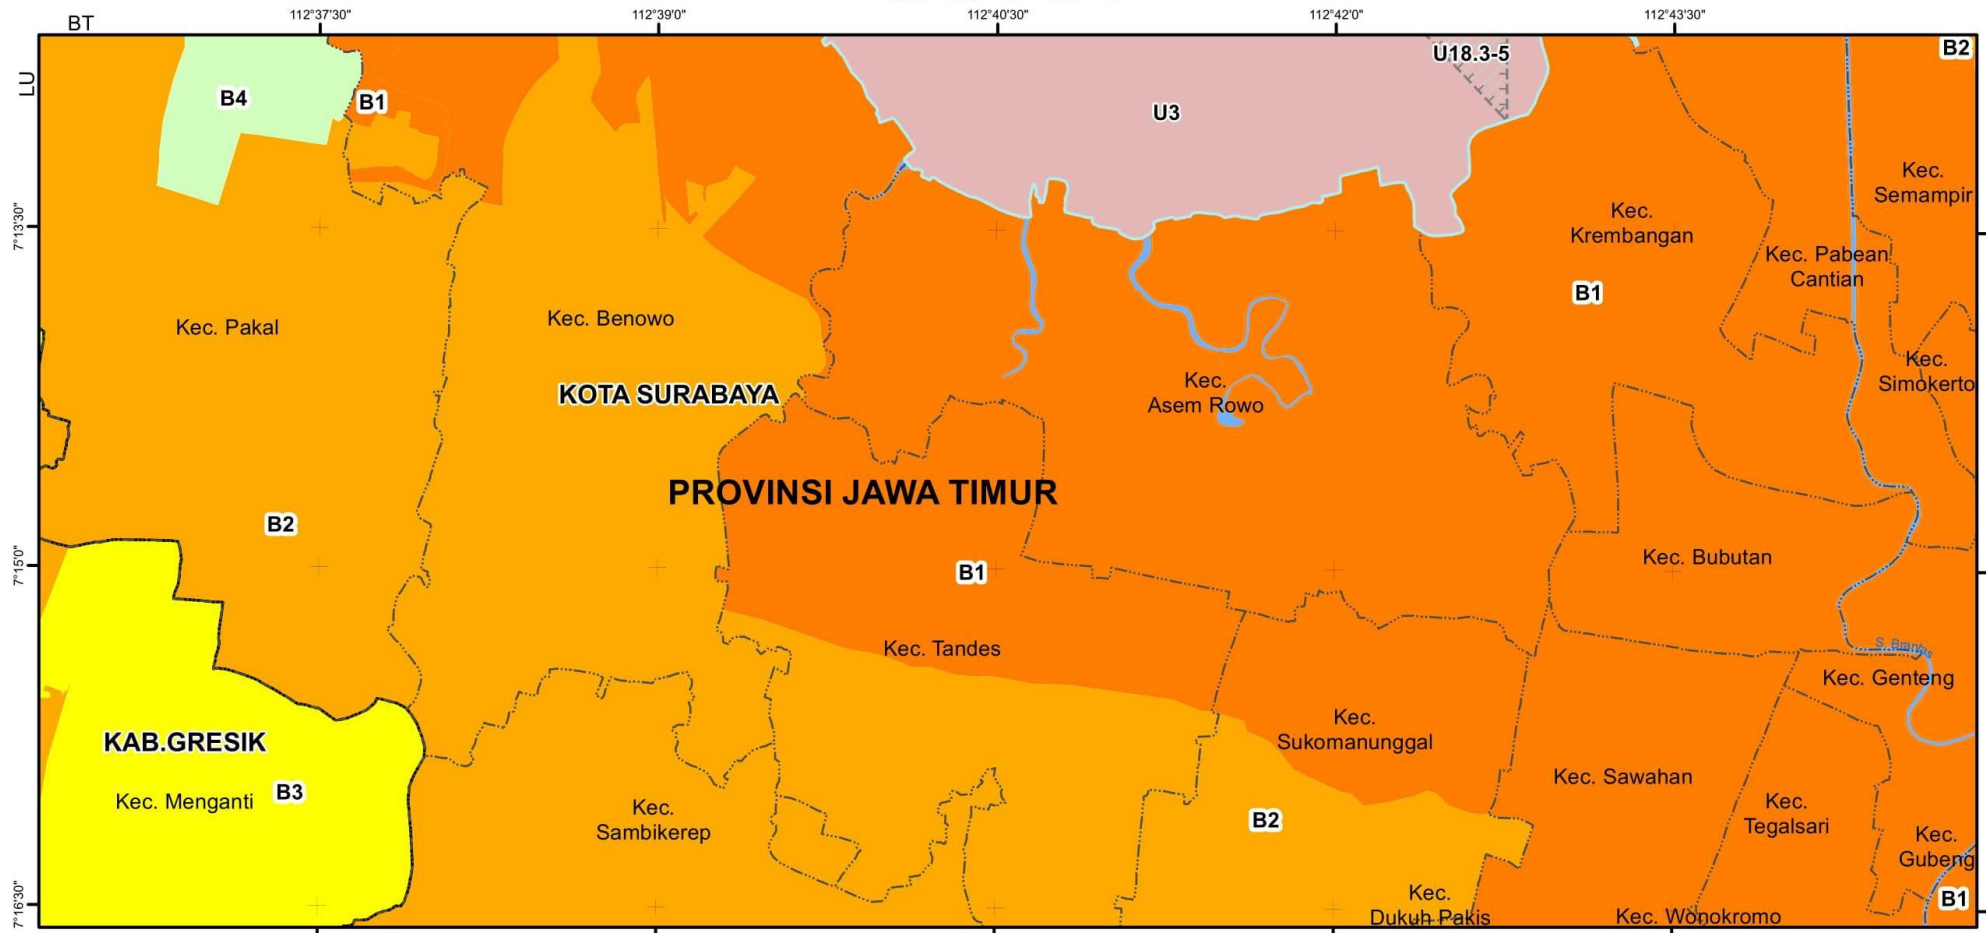 BT
112°37'30"
112°39'0"
112°40'30"
112°42'0"
112°43'30"
LU
B4
B1
U3
U18.3-5
B2
Kec.
Semampir
7°13'30"
Kec.
Krembangan
Kec. Pabean
Cantian
B1
Kec. Pakal
Kec. Benowo
Kec.
Simokerto
KOTA SURABAYA
Kec.
Asem Rowo
PROVINSI JAWA TIMUR
B2
7°15'0"
B1
Kec. Bubutan
Kec. Tandes
S. Brantas
Kec. Genteng
KAB.GRESIK
Kec.
Sukomanunggal
Kec. Menganti
B3
Kec. Sawahan
Kec.
Sambikerep
B2
Kec.
Tegalsari
Kec.
Gubeng
7°16'30"
Kec.
Dukuh Pakis
Kec. Wonokromo
B1